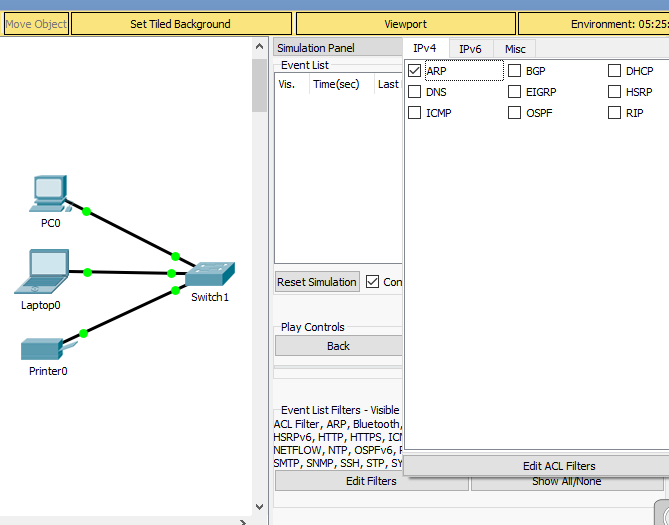 Move Object
Set Tiled Background
Viewport
Environment: 05:25:
Simulation Panel
Event List
Vis. Time(sec) Last
Reset Simulation
Con
Play Controls
Back
Event List Filters - Visible
ACL Filter, ARP, Bluetooth,
HSRPv6, HTTP, HTTPS,
NETFLOW, NTP, OSPFv6,
SMTP, SNMP, SSH, STP,
Edit Filters
Show All/None
IPv4
IPv6
Misc
ARP BGP DHCP
DNS EIGRP HSRP
ICMP OSPF RIP
Edit ACL Filters
PC0
Laptop0
Switch1
Printer0